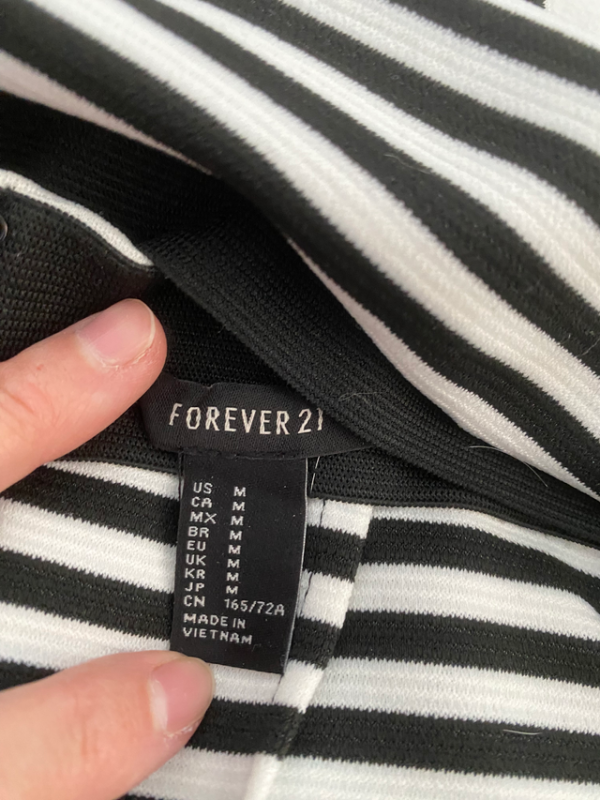 FOREVER 21
US M
CA M
MX M
BR M
EU M
UK M
KR M
JP M
CN 165/72A
MADE IN
VIETNAM